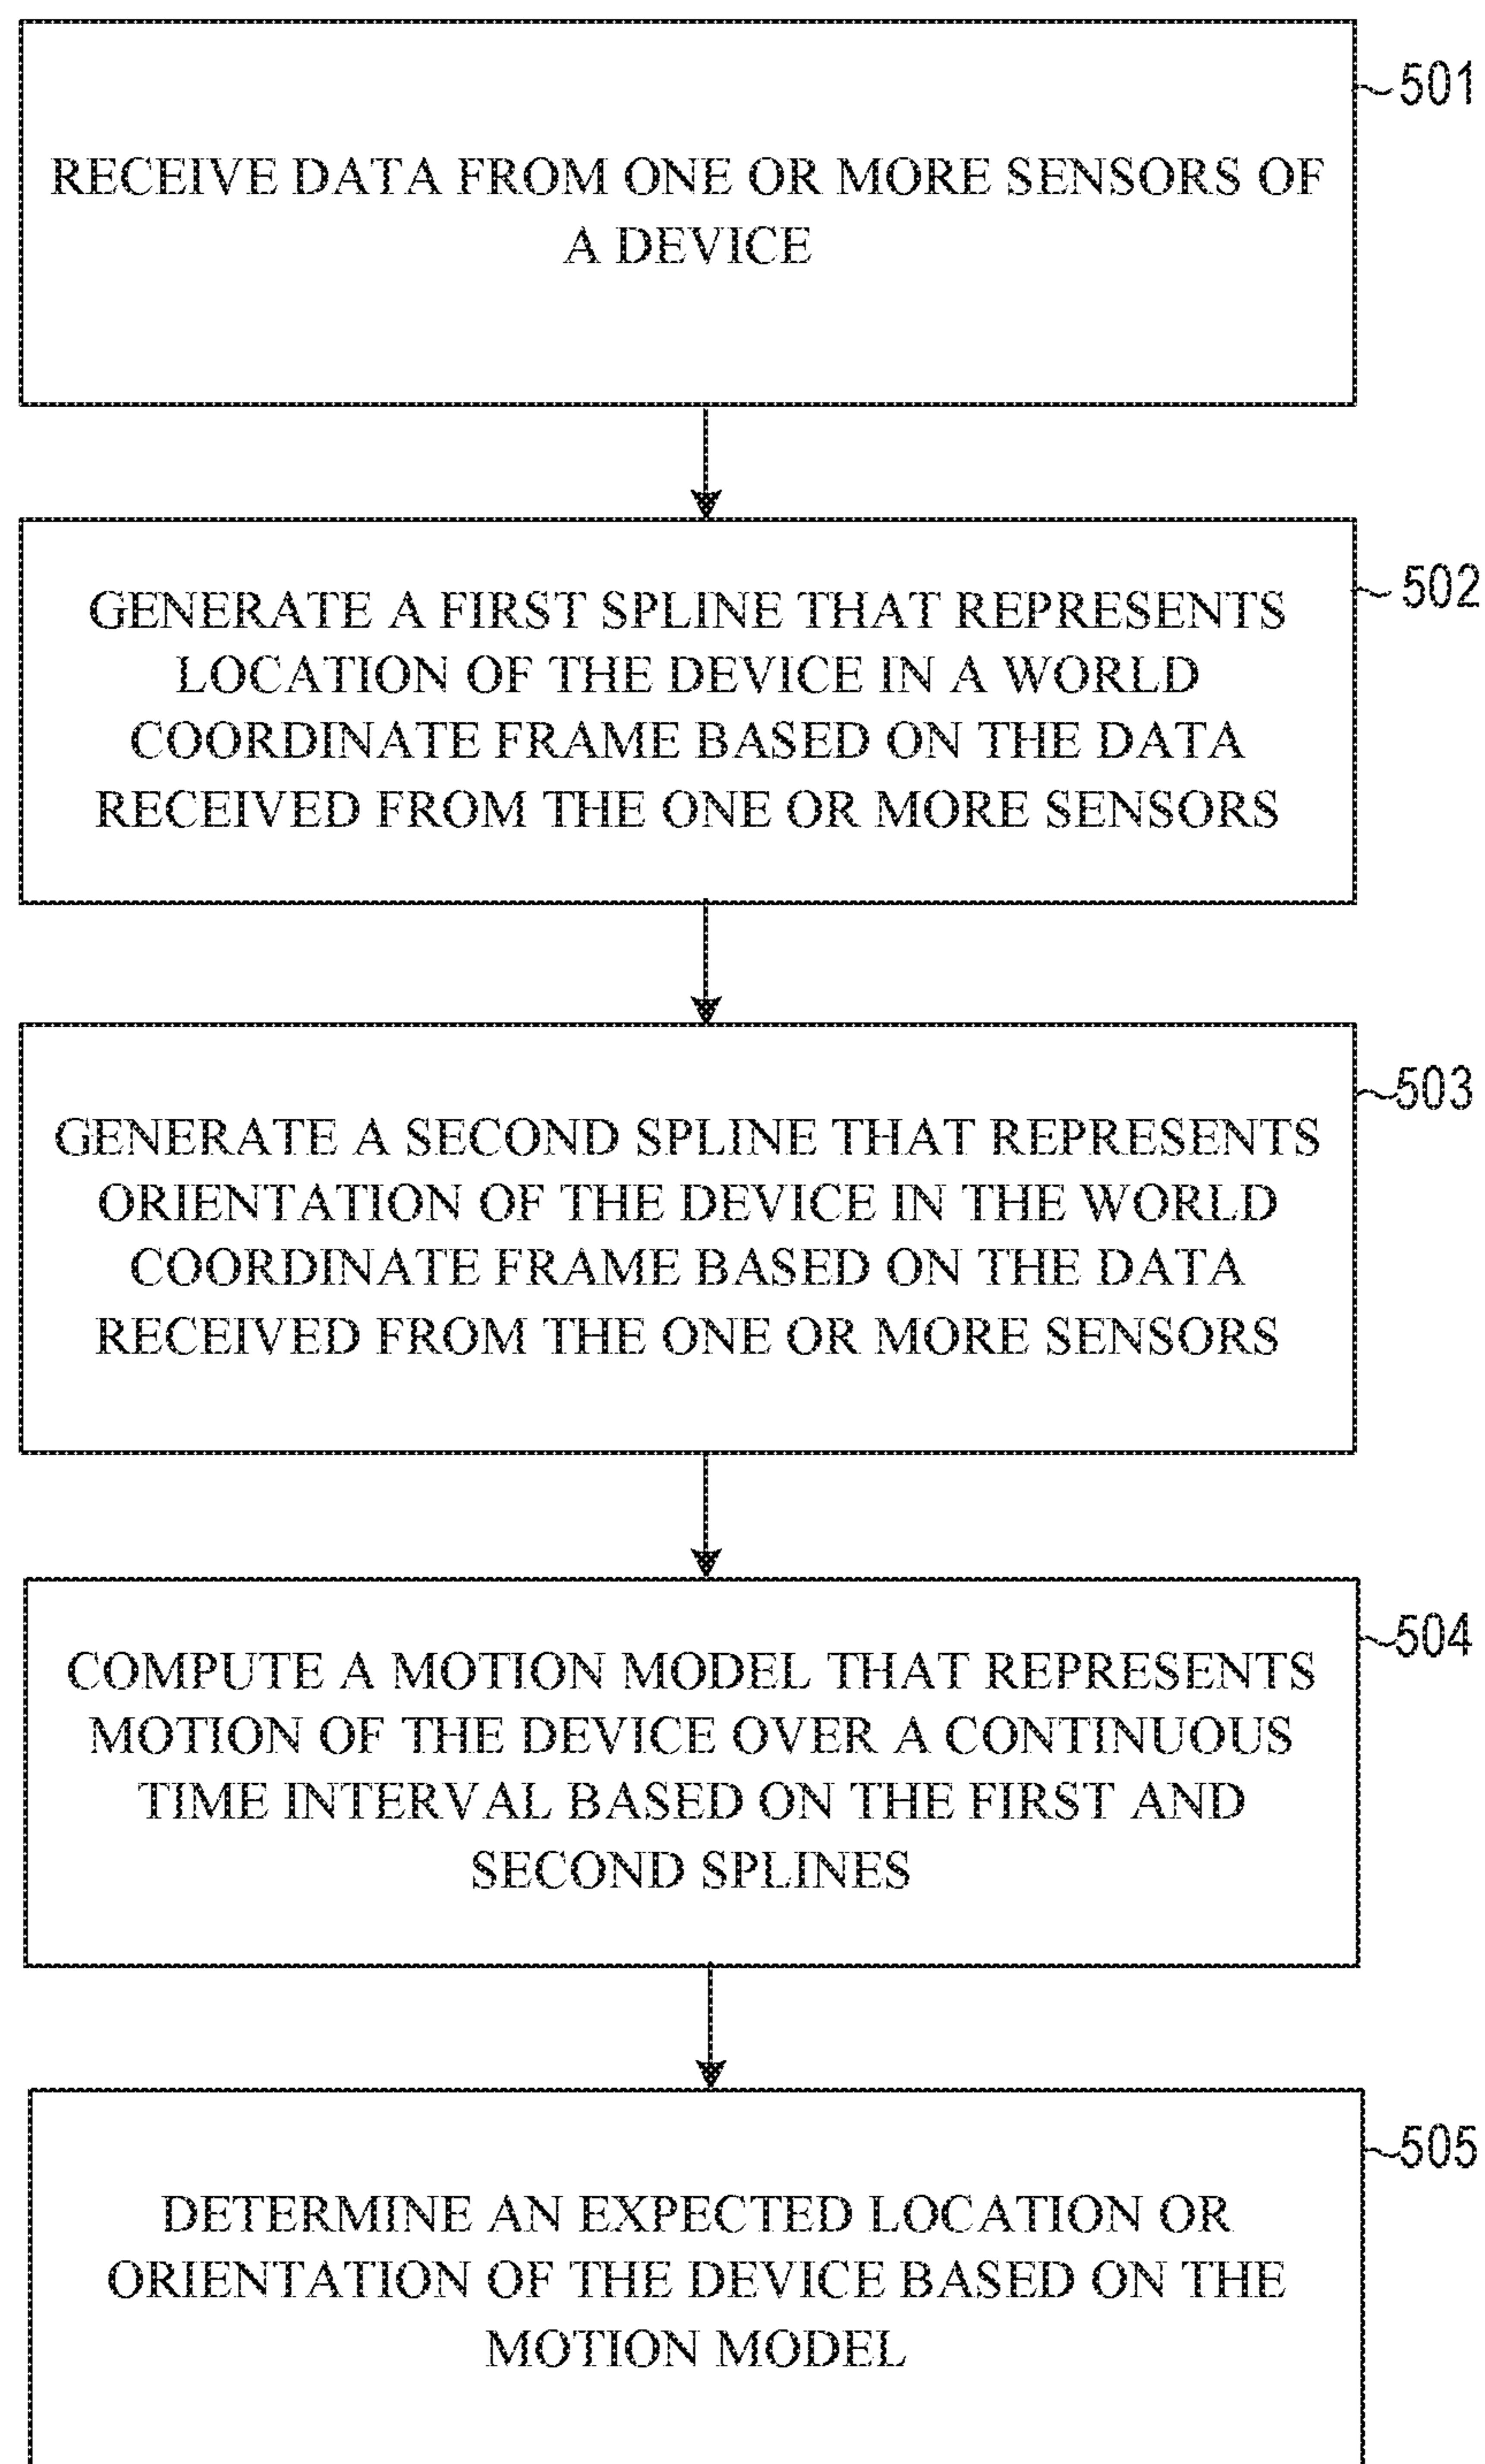 501
RECEIVE DATA FROM ONE OR MORE SENSORS OF
A DEVICE
502
GENERATE A FIRST SPLINE THAT REPRESENTS
LOCATION OF THE DEVICE IN A WORLD
COORDINATE FRAME BASED ON THE DATA
RECEIVED FROM THE ONE OR MORE SENSORS
503
GENERATE A SECOND SPLINE THAT REPRESENTS
ORIENTATION OF THE DEVICE IN THE WORLD
COORDINATE FRAME BASED ON THE DATA
RECEIVED FROM THE ONE OR MORE SENSORS
504
COMPUTE A MOTION MODEL THAT REPRESENTS
MOTION OF THE DEVICE OVER A CONTINUOUS
TIME INTERVAL BASED ON THE FIRST AND
SECOND SPLINES
505
DETERMINE AN EXPECTED LOCATION OR
ORIENTATION OF THE DEVICE BASED ON THE
MOTION MODEL